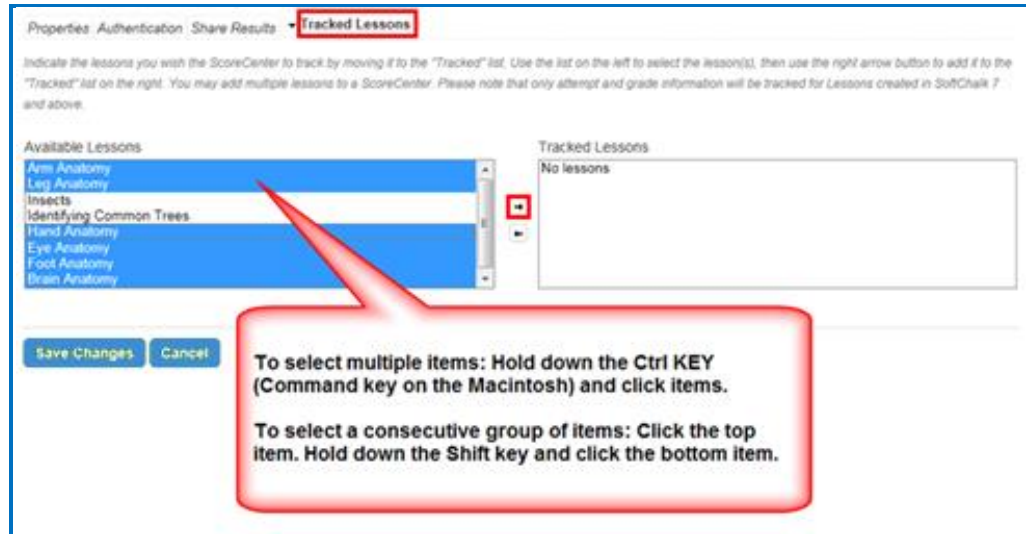 Properties Authentication Share Results Tracked Lessons
Indicate the lessons you wish the ScoreCenter to track by moving it to the "Tracked" list. Use the list on the left to select the lesson(s), then use the right arrow button to add it to the
"Tracked" list on the right. You may add multiple lessons to a ScoreCenter. Please note that only attempt and grade information will be tracked for Lessons created in SoftChalk 7
and above.
Available Lessons
Tracked Lessons
Arm Anatomy
Leg Anatomy
Insects
Identifying Common Trees
Hand Anatomy
Eye Anatomy
Foot Anatomy
Brain Anatomy
No lessons
Save Changes Cancel
To select multiple items: Hold down the Ctrl KEY
(Command key on the Macintosh) and click items.
To select a consecutive group of items: Click the top
item. Hold down the Shift key and click the bottom item.